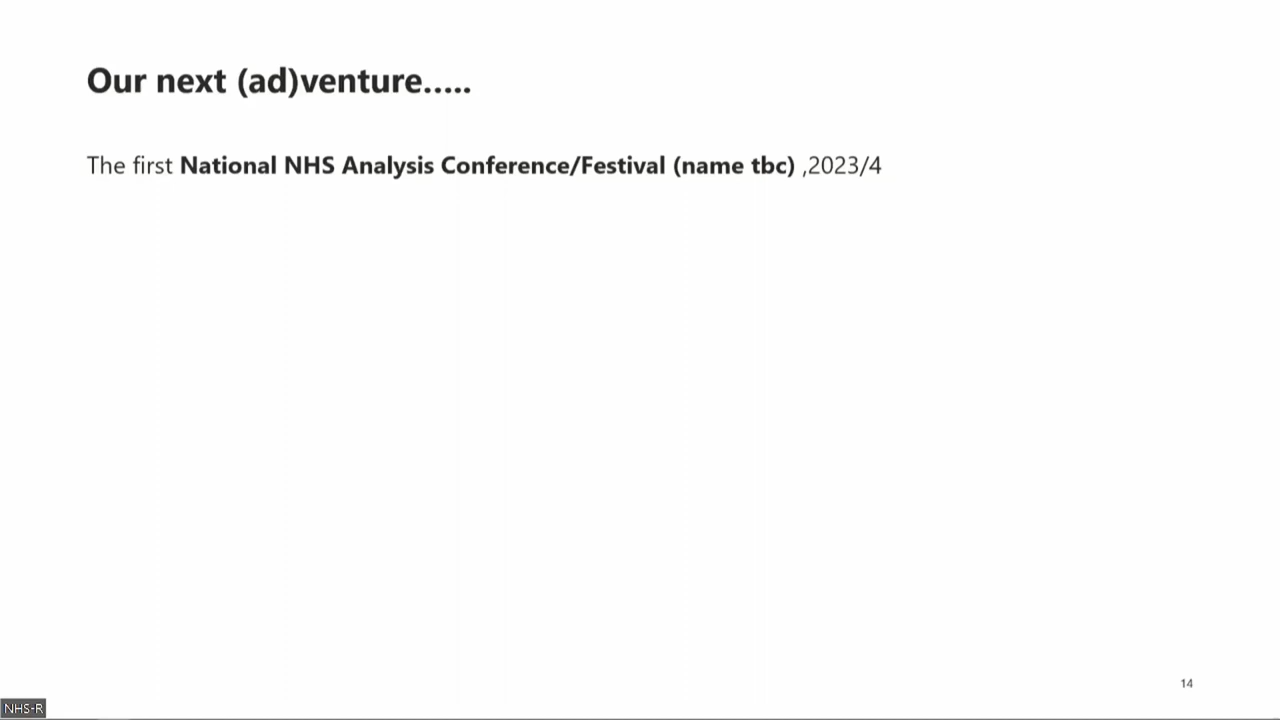 Our next (ad)venture.....
The first National NHS Analysis Conference/Festival (name tbc) ,2023/4
14
NHS-R